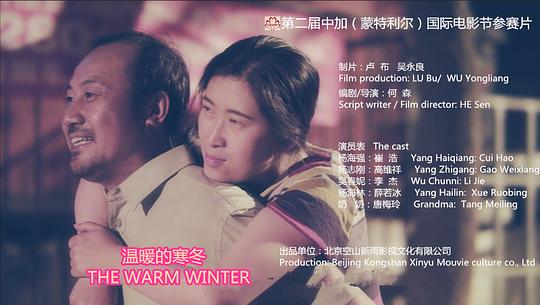 第二届中加（蒙特利尔）国际电影节参赛片
制片：卢 布 吴永良
Film production: LU Bu/ WU Yongliang
编剧/导演：何 森
Script writer / Film director: HE Sen
演员表 The cast
杨海强：崔 浩 Yang Haiqiang: Cui Hao
杨志刚：高维祥 Yang Zhigang: Gao Weixiang
吴春妮：李 杰 Wu Chunni: Li Jie
杨海林：薛若冰 Yang Hailin: Xue Ruobing
奶 奶：唐梅玲 Grandma: Tang Meiling
温暖的寒冬
THE WARM WINTER
出品单位：北京空山新雨影视文化有限公司
Production: Beijing Kongshan Xinyu Mouvie culture co., Ltd